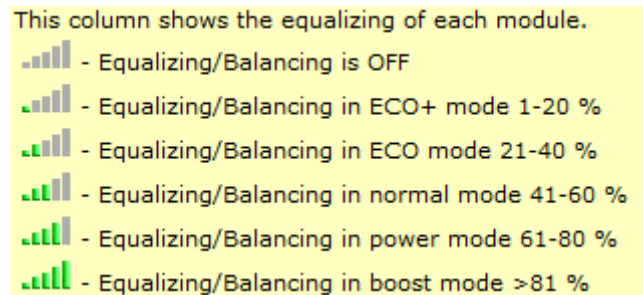 This column shows the equalizing of each module.
- Equalizing/Balancing is OFF
- Equalizing/Balancing in ECO+ mode 1-20 %
- Equalizing/Balancing in ECO mode 21-40 %
- Equalizing/Balancing in normal mode 41-60 %
- Equalizing/Balancing in power mode 61-80 %
- Equalizing/Balancing in boost mode >81 %